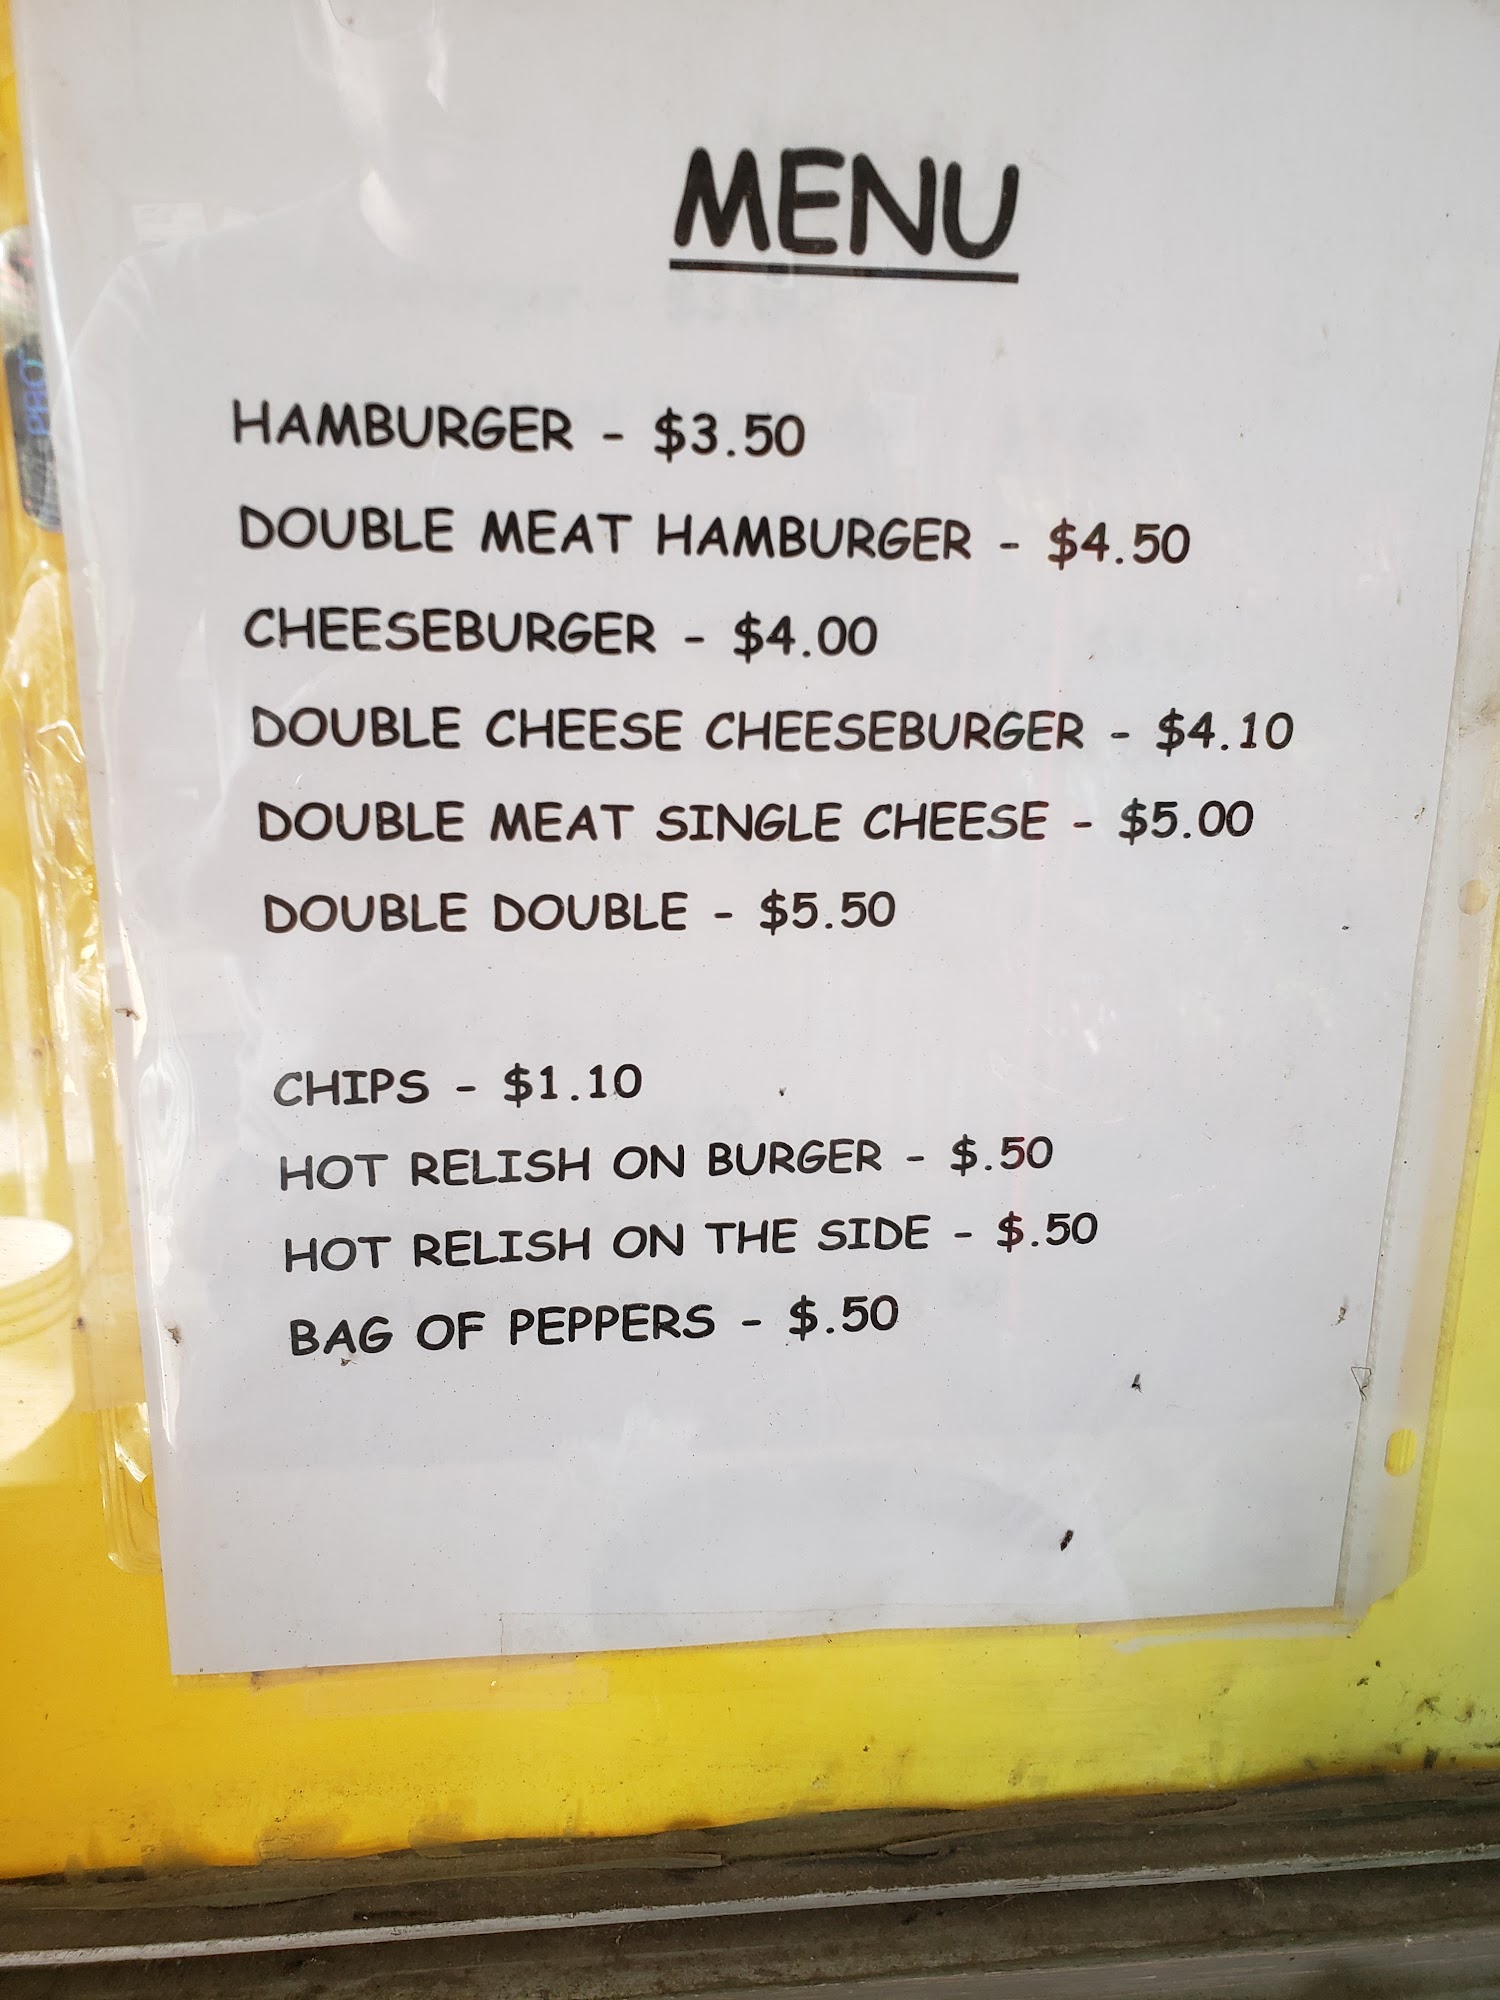 MENU
HAMBURGER - $3.50
DOUBLE MEAT HAMBURGER - $4.50
CHEESEBURGER - $4.00
DOUBLE CHEESE CHEESEBURGER - $4.10
DOUBLE MEAT SINGLE CHEESE - $5.00
DOUBLE DOUBLE - $5.50
CHIPS - $1.10
HOT RELISH ON BURGER - $.50
HOT RELISH ON THE SIDE - $.50
BAG OF PEPPERS - $.50